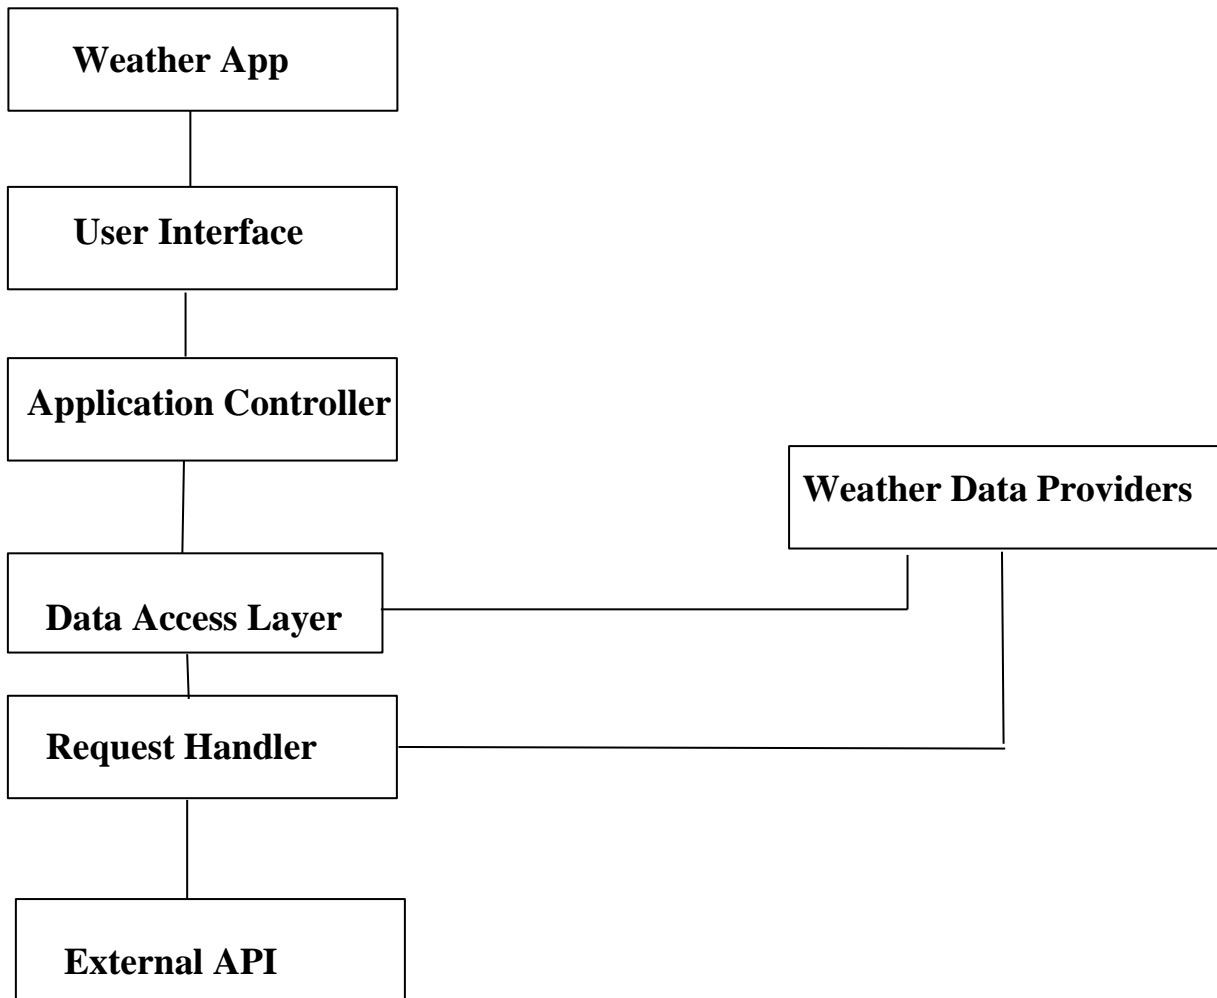 Weather App
User Interface
Application Controller
Weather Data Providers
Data Access Layer
Request Handler
External API